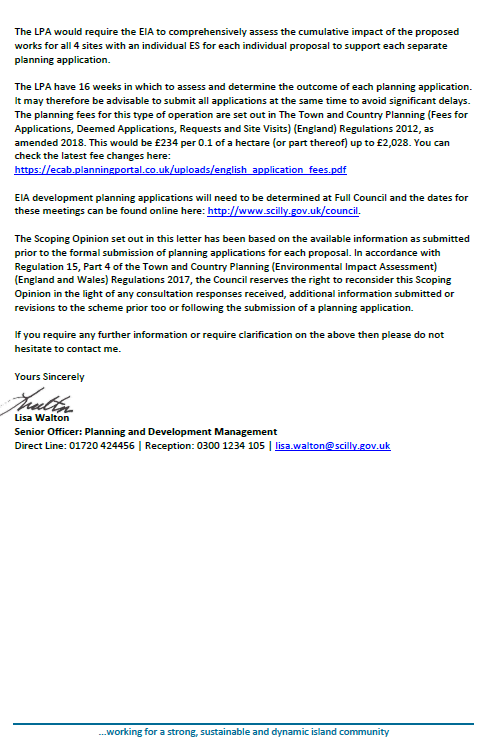 The LPA would require the EIA to comprehensively assess the cumulative impact of the proposed
works for all 4 sites with an individual ES for each individual proposal to support each separate
planning application.
The LPA have 16 weeks in which to assess and determine the outcome of each planning application.
It may therefore be advisable to submit all applications at the same time to avoid significant delays.
The planning fees for this type of operation are set out in The Town and Country Planning (Fees for
Applications, Deemed Applications, Requests and Site Visits) (England) Regulations 2012, as
amended 2018. This would be £234 per 0.1 of a hectare (or part thereof) up to £2,028. You can
check the latest fee changes here:
https://ecab.planningportal.co.uk/uploads/english_application_fees.pdf
EIA development planning applications will need to be determined at Full Council and the dates for
these meetings can be found online here: http://www.scilly.gov.uk/council.
The Scoping Opinion set out in this letter has been based on the available information as submitted
prior to the formal submission of planning applications for each proposal. In accordance with
Regulation 15, Part 4 of the Town and Country Planning (Environmental Impact Assessment)
(England and Wales) Regulations 2017, the Council reserves the right to reconsider this Scoping
Opinion in the light of any consultation responses received, additional information submitted or
revisions to the scheme prior too or following the submission of a planning application.
If you require any further information or require clarification on the above then please do not
hesitate to contact me.
Yours Sincerely
Lisa Walton
Senior Officer: Planning and Development Management
Direct Line: 01720 424456 | Reception: 0300 1234 105 | lisa.walton@scilly.gov.uk
...working for a strong, sustainable and dynamic island community